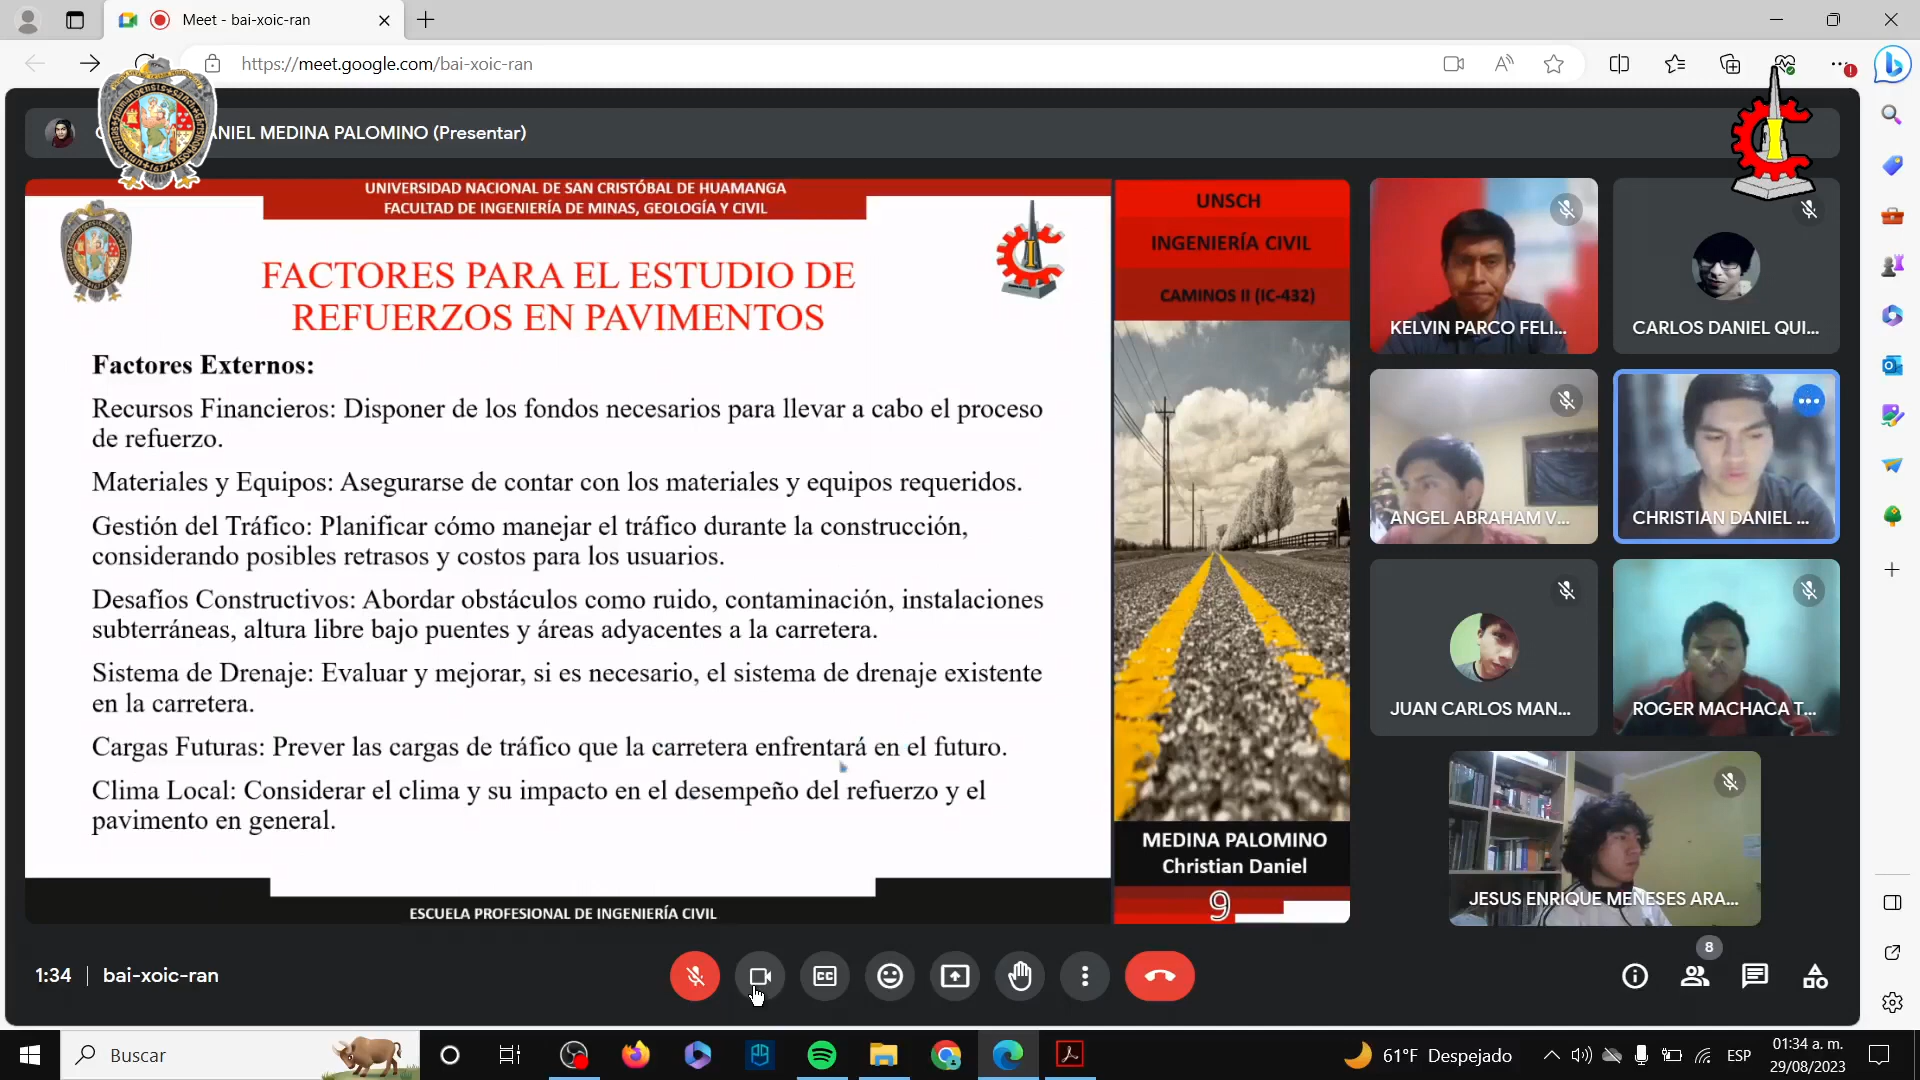 Meet - bai-xoic-ran
https://meet.google.com/bai-xoic-ran
ANIEL MEDINA PALOMINO (Presentar)
UNIVERSIDAD NACIONAL DE SAN CRISTÓBAL DE HUAMANGA
FACULTAD DE INGENIERÍA DE MINAS, GEOLOGÍA Y CIVIL
FACTORES PARA EL ESTUDIO DE
REFUERZOS EN PAVIMENTOS
Factores Externos:
Recursos Financieros: Disponer de los fondos necesarios para llevar a cabo el proceso
de refuerzo.
Materiales y Equipos: Asegurarse de contar con los materiales y equipos requeridos.
Gestión del Tráfico: Planificar cómo manejar el tráfico durante la construcción,
considerando posibles retrasos y costos para los usuarios.
Desafíos Constructivos: Abordar obstáculos como ruido, contaminación, instalaciones
subterráneas, altura libre bajo puentes y áreas adyacentes a la carretera.
Sistema de Drenaje: Evaluar y mejorar, si es necesario, el sistema de drenaje existente
en la carretera.
Cargas Futuras: Prever las cargas de tráfico que la carretera enfrentará en el futuro.
Clima Local: Considerar el clima y su impacto en el desempeño del refuerzo y el
pavimento en general.
ESCUELA PROFESIONAL DE INGENIERÍA CIVIL
UNSCH
INGENIERÍA CIVIL
CAMINOS II (IC-432)
MEDINA PALOMINO
Christian Daniel
9
KELVIN PARCO FELI...
CARLOS DANIEL QUI...
ANGEL ABRAHAM V...
CHRISTIAN DANIEL ...
JUAN CARLOS MAN...
ROGER MACHACA T...
JESUS ENRIQUE MENESES ARA...
1:34
bai-xoic-ran
8
Buscar
61°F Despejado
ESP
01:34 a. m.
29/08/2023